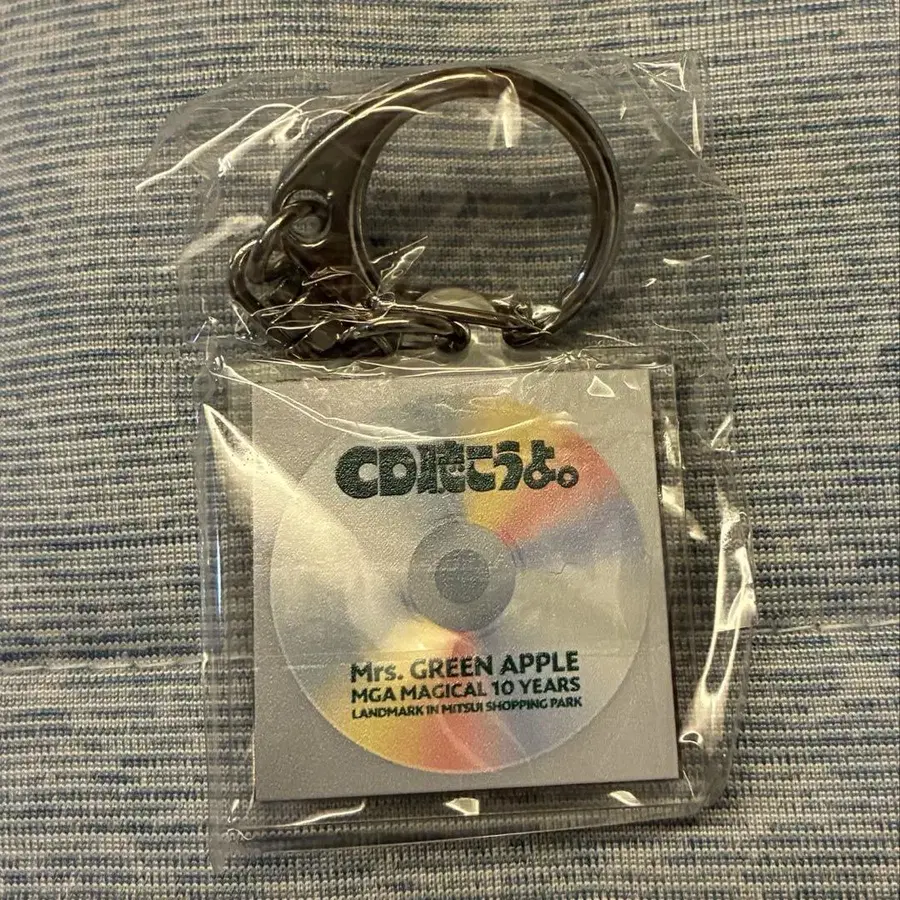 CD聴こうよ。
Mrs. GREEN APPLE
MGA MAGICAL 10 YEARS
LANDMARK IN MITSUI SHOPPING PARK